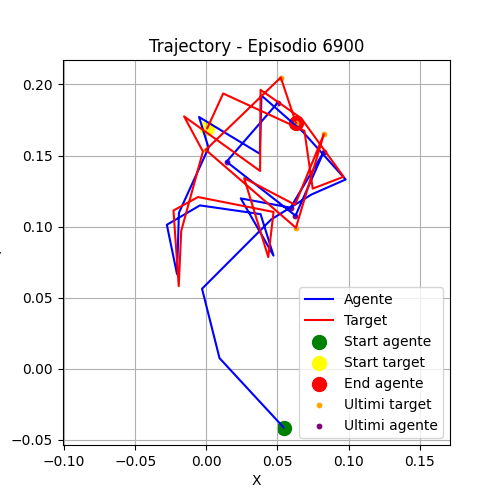 Trajectory - Episodio 6900
0.20
0.15
0.10
0.05
0.00
−0.05
−0.10
−0.05
0.00
0.05
0.10
0.15
X
Agente
Target
Start agente
Start target
End agente
Ultimi target
Ultimi agente